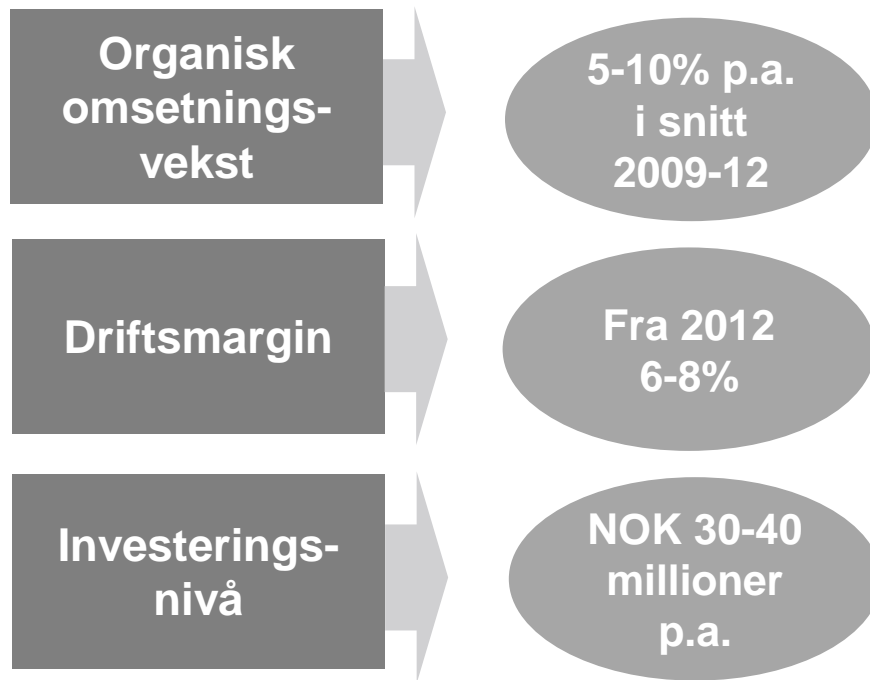 Organisk
omsetnings-
vekst
5-10% p.a.
i snitt
2009-12
Driftsmargin
Fra 2012
6-8%
Investerings-
nivå
NOK 30-40
millioner
p.a.